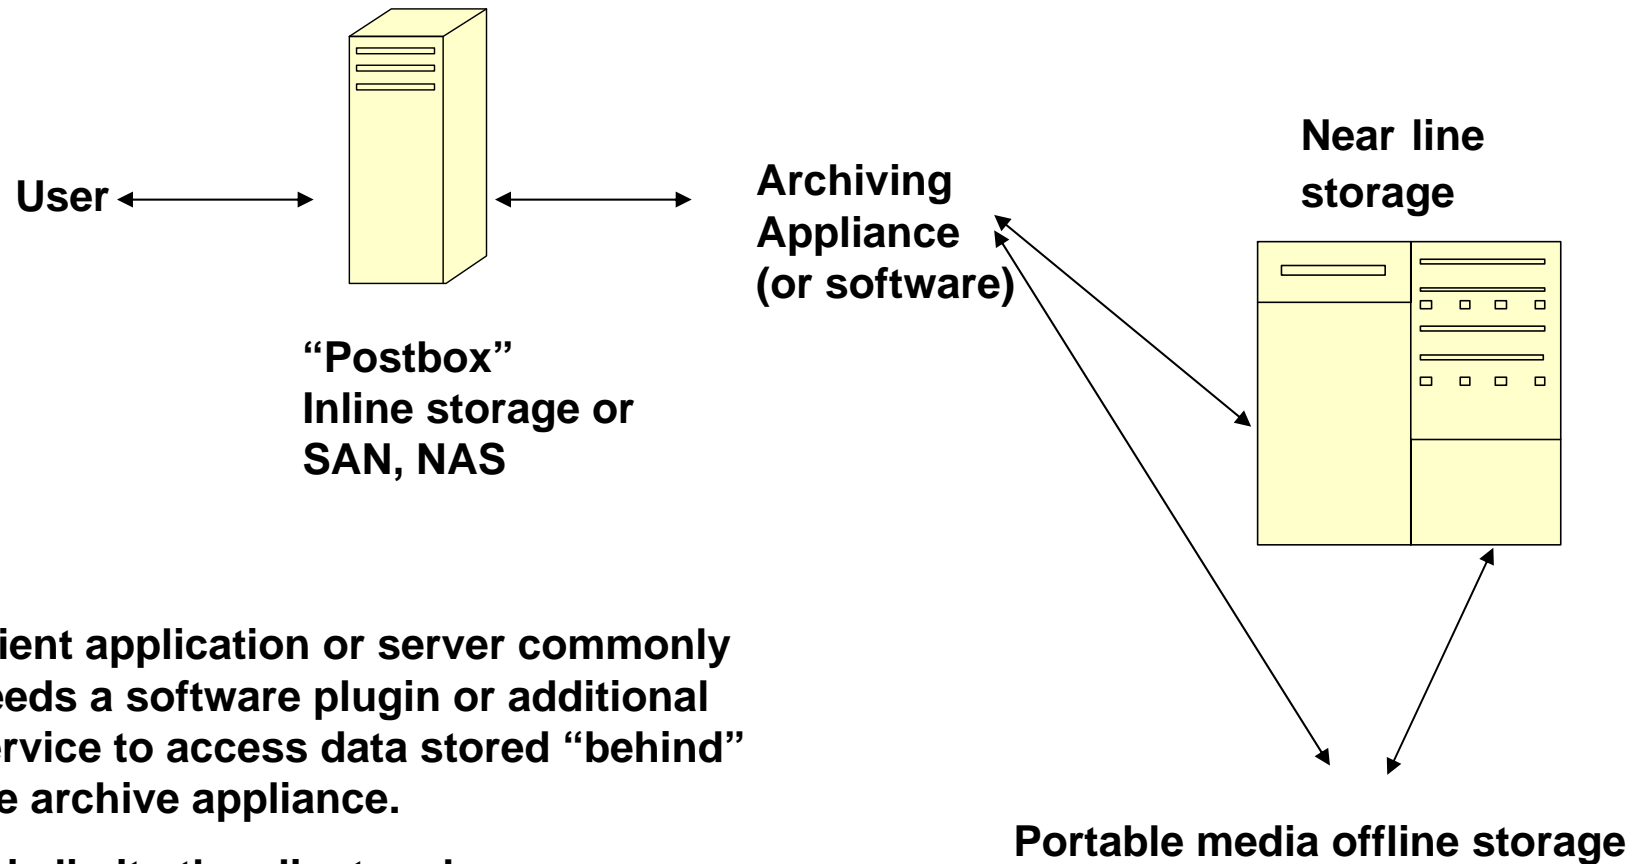 User
Archiving
Appliance
(or software)
Near line
storage
“Postbox”
Inline storage or
SAN, NAS
ient application or server commonly
eeds a software plugin or additional
ervice to access data stored “behind”
e archive appliance.
Portable media offline storage